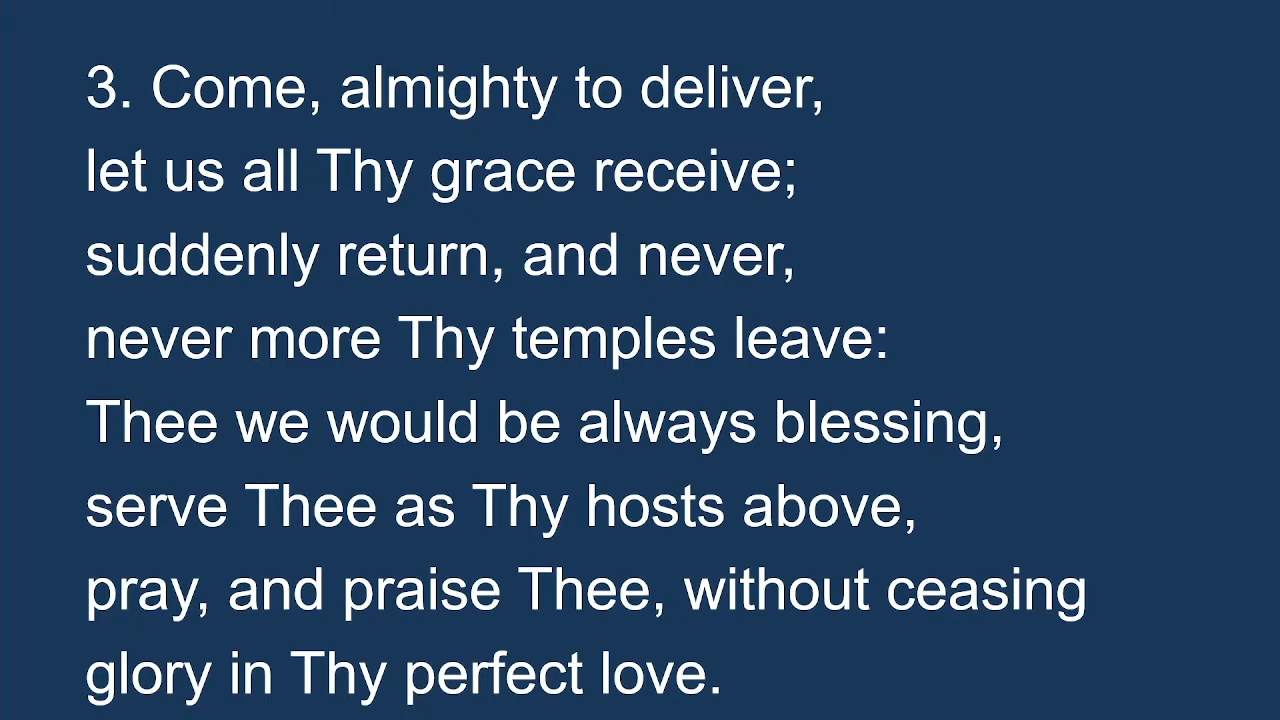 3. Come, almighty to deliver,
let us all Thy grace receive;
suddenly return, and never,
never more Thy temples leave:
Thee we would be always blessing,
serve Thee as Thy hosts above,
pray, and praise Thee, without ceasing
glory in Thy perfect love.